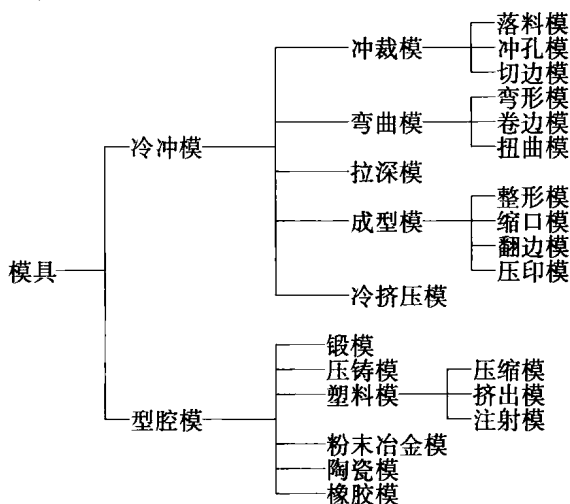 落料模
冲裁模
冲孔模
切边模
弯形模
弯曲模
卷边模
冷冲模
扭曲模
拉深模
整形模
成型模
缩口模
翻边模
模具
压印模
冷挤压模
锻模
压铸模
压缩模
塑料模
挤出模
型腔模
注射模
粉末冶金模
陶瓷模
橡胶模